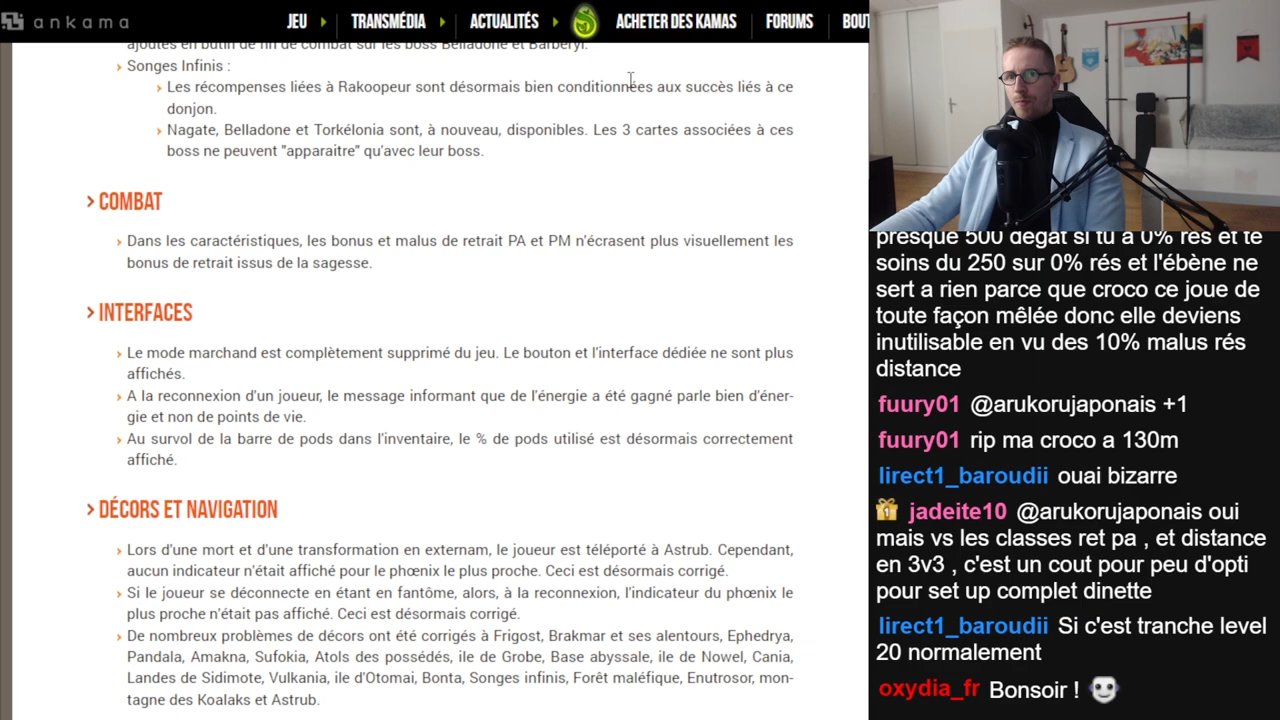 ankama
JEU
TRANSMÉDIA
ACTUALITÉS
ACHETER DES KAMAS
FORUMS
BOUT
ajoutés en butin de fin de combat sur les boss Belladone et Barbéryl.
Songes Infinis :
Les récompenses liées à Rakoopeur sont désormais bien conditionnées aux succès liés à ce
donjon.
Nagate, Belladone et Torkélonia sont, à nouveau, disponibles. Les 3 cartes associées à ces
boss ne peuvent "apparaitre" qu'avec leur boss.
> COMBAT
Dans les caractéristiques, les bonus et malus de retrait PA et PM n'écrasent plus visuellement les
bonus de retrait issus de la sagesse.
> INTERFACES
Le mode marchand est complètement supprimé du jeu. Le bouton et l'interface dédiée ne sont plus
affichés.
A la reconnexion d'un joueur, le message informant que de l'énergie a été gagné parle bien d'éner-
gie et non de points de vie.
Au survol de la barre de pods dans l'inventaire, le % de pods utilisé est désormais correctement
affiché.
> DÉCORS ET NAVIGATION
Lors d'une mort et d'une transformation en externam, le joueur est téléporté à Astrub. Cependant,
aucun indicateur n'était affiché pour le phœnix le plus proche. Ceci est désormais corrigé.
Si le joueur se déconnecte en étant en fantôme, alors, à la reconnexion, l'indicateur du phœnix le
plus proche n'était pas affiché. Ceci est désormais corrigé.
De nombreux problèmes de décors ont été corrigés à Frigost, Brakmar et ses alentours, Ephedrya,
Pandala, Amakna, Sufokia, Atols des possédés, ile de Grobe, Base abyssale, ile de Nowel, Cania,
Landes de Sidimote, Vulkania, ile d'Otomai, Bonta, Songes infinis, Forêt maléfique, Enutrosor, mon-
tagne des Koalaks et Astrub.
presque 500 dégat si tu a 0% rés et te
soins du 250 sur 0% rés et l'ébène ne
sert a rien parce que croco ce joue de
toute façon mêlée donc elle deviens
inutilisable en vu des 10% malus rés
distance
fuury01 @arukorujaponais +1
fuury01 rip ma croco a 130m
lirect1_baroudii ouai bizarre
1 jadeite10 @arukorujaponais oui
mais vs les classes ret pa , et distance
en 3v3 , c'est un cout pour peu d'opti
pour set up complet dinette
lirect1_baroudii Si c'est tranche level
20 normalement
oxydia_fr Bonsoir !